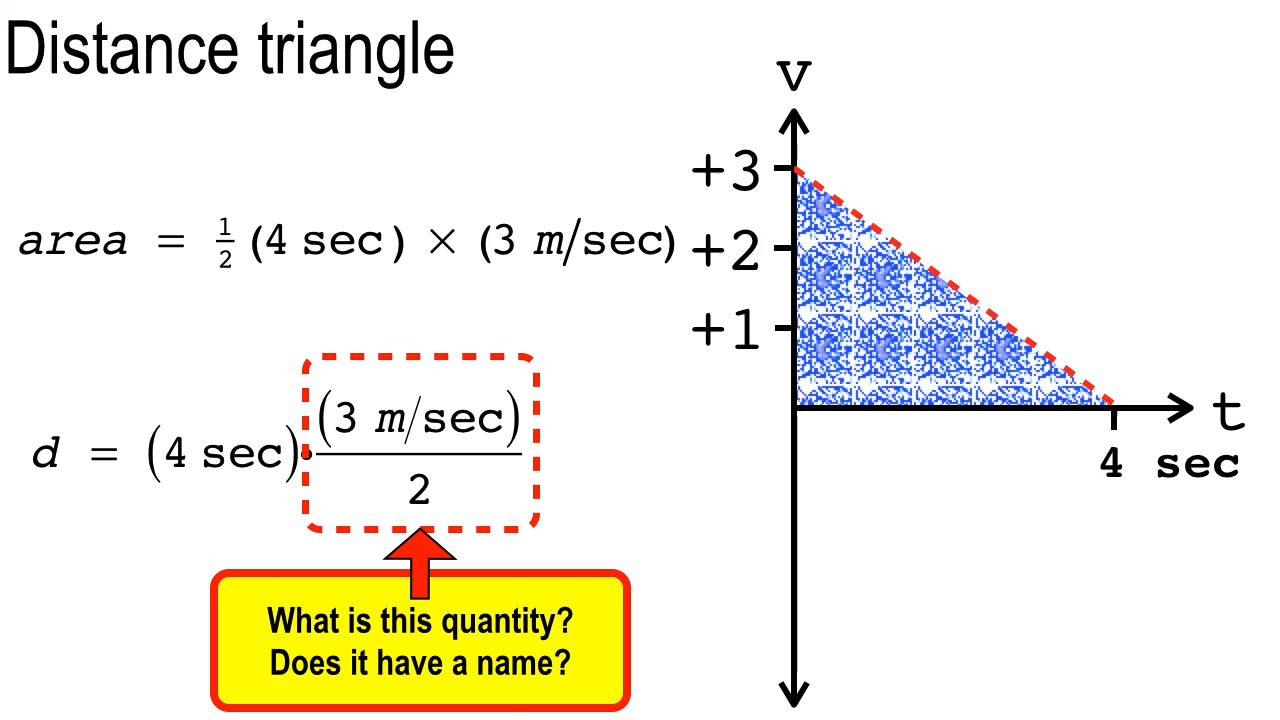 Distance triangle
area = ½ (4 sec) × (3 m/sec)
d = (4 sec)•(3 m/sec)/2
What is this quantity?
Does it have a name?
v
+3
+2
+1
t
4 sec